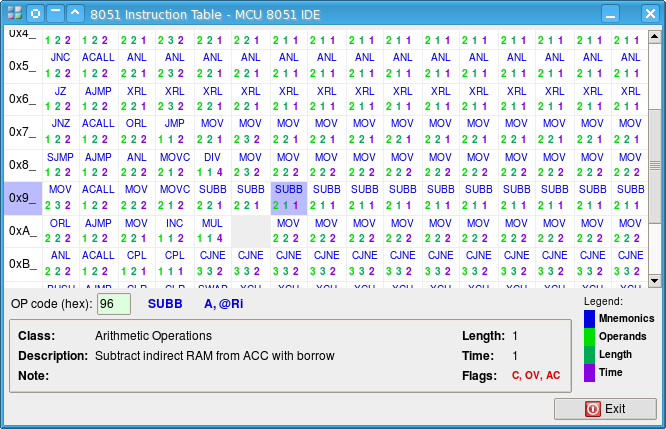 8051 Instruction Table - MCU 8051 IDE
0x4_ 1 2 2 1 2 2 2 2 1 2 3 2 2 2 1 2 2 1 2 1 1 2 1 1 2 1 1 2 1 1 2 1 1 2 1 1 2 1 1 2 1 1 2 1 1 2 1 1
JNC ACALL ANL ANL ANL ANL ANL ANL ANL ANL ANL ANL ANL ANL ANL ANL
0x5_ 1 2 2 1 2 2 2 2 1 2 3 2 2 2 1 2 2 1 2 1 1 2 1 1 2 1 1 2 1 1 2 1 1 2 1 1 2 1 1 2 1 1 2 1 1 2 1 1
JZ AJMP XRL XRL XRL XRL XRL XRL XRL XRL XRL XRL XRL XRL XRL XRL
0x6_ 1 2 2 1 2 2 2 2 1 2 3 2 2 2 1 2 2 1 2 1 1 2 1 1 2 1 1 2 1 1 2 1 1 2 1 1 2 1 1 2 1 1 2 1 1 2 1 1
JNZ ACALL ORL JMP MOV MOV MOV MOV MOV MOV MOV MOV MOV MOV MOV MOV
0x7_ 1 2 2 1 2 2 2 2 2 1 1 2 2 2 1 2 3 2 2 2 1 2 2 1 2 2 1 2 2 1 2 2 1 2 2 1 2 2 1 2 2 1 2 2 1 2 2 1
SJMP AJMP ANL MOVC DIV MOV MOV MOV MOV MOV MOV MOV MOV MOV MOV MOV
0x8_ 1 2 2 1 2 2 2 2 2 2 1 2 1 1 4 2 3 2 2 2 2 2 2 2 2 2 2 2 2 2 2 2 2 2 2 2 2 2 2 2 2 2 2 2 2 2 2 2
MOV ACALL MOV MOVC SUBB SUBB SUBB SUBB SUBB SUBB SUBB SUBB SUBB SUBB SUBB SUBB
0x9_ 2 3 2 1 2 2 2 2 2 2 1 2 2 2 1 2 2 1 2 1 1 2 1 1 2 1 1 2 1 1 2 1 1 2 1 1 2 1 1 2 1 1 2 1 1 2 1 1
ORL AJMP MOV INC MUL MOV MOV MOV MOV MOV MOV MOV MOV MOV MOV
0xA_ 2 2 2 1 2 2 2 2 1 1 1 2 1 1 4 2 2 2 2 2 2 2 2 2 2 2 2 2 2 2 2 2 2 2 2 2 2 2 2 2 2 2 2 2 2
ANL ACALL CPL CPL CJNE CJNE CJNE CJNE CJNE CJNE CJNE CJNE CJNE CJNE CJNE CJNE
0xB_ 2 2 2 1 2 2 1 2 1 1 1 1 3 3 2 3 3 2 3 3 2 3 3 2 3 3 2 3 3 2 3 3 2 3 3 2 3 3 2 3 3 2 3 3 2 3 3 2
OP code (hex): 96 SUBB A, @Ri
Class: Arithmetic Operations
Description: Subtract indirect RAM from ACC with borrow
Note:
Length: 1
Time: 1
Flags: C, OV, AC
Legend:
Mnemonics
Operands
Length
Time
Exit